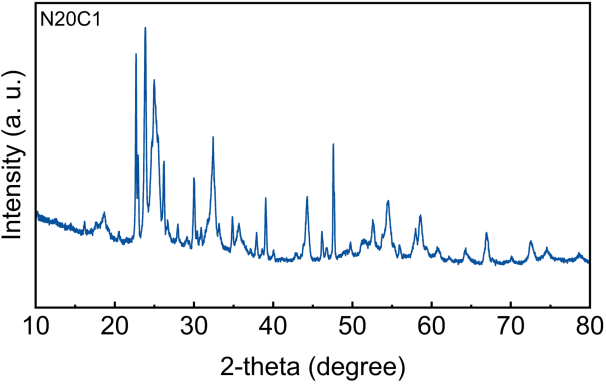 N20C1
Intensity (a. u.)
10 20 30 40 50 60 70 80
2-theta (degree)